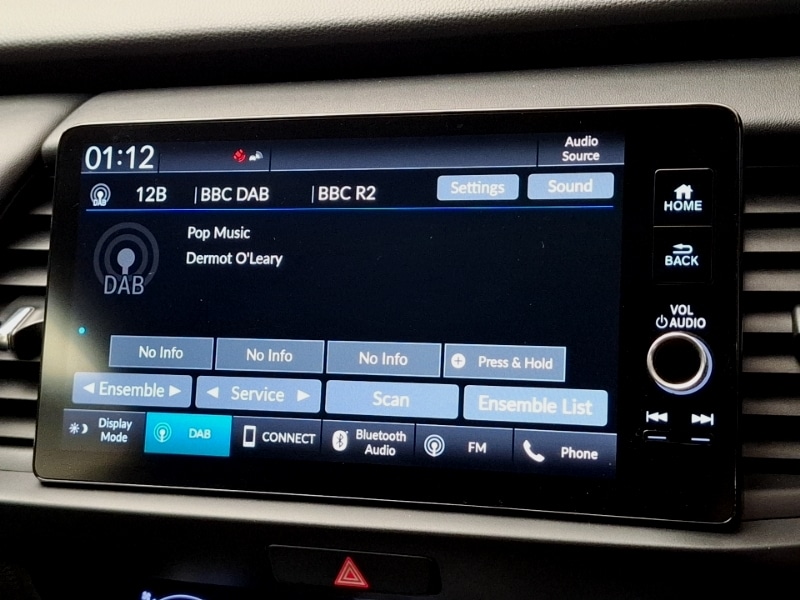 01:12
Audio
Source
DAB
12B
BBC DAB
BBC R2
Settings
Sound
Pop Music
Dermot O'Leary
DAB
No Info
No Info
No Info
Press & Hold
Ensemble
Service
Scan
Ensemble List
Display
Mode
DAB
CONNECT
Bluetooth
Audio
FM
Phone
HOME
BACK
VOL
AUDIO